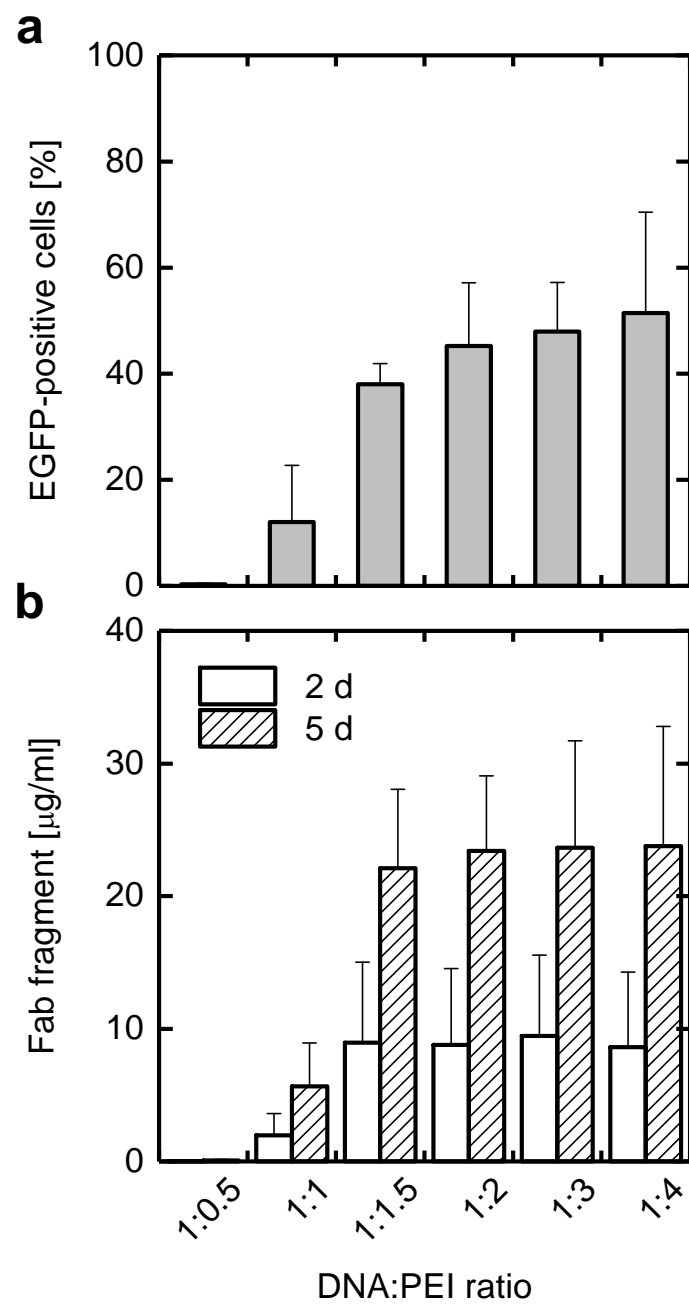 a
EGFP-positive cells [%]
100
80
60
40
20
0
b
Fab fragment [μg/ml]
40
30
20
10
0
2 d
5 d
1:0.5
1:1
1:1.5
1:2
1:3
1:4
DNA:PEI ratio